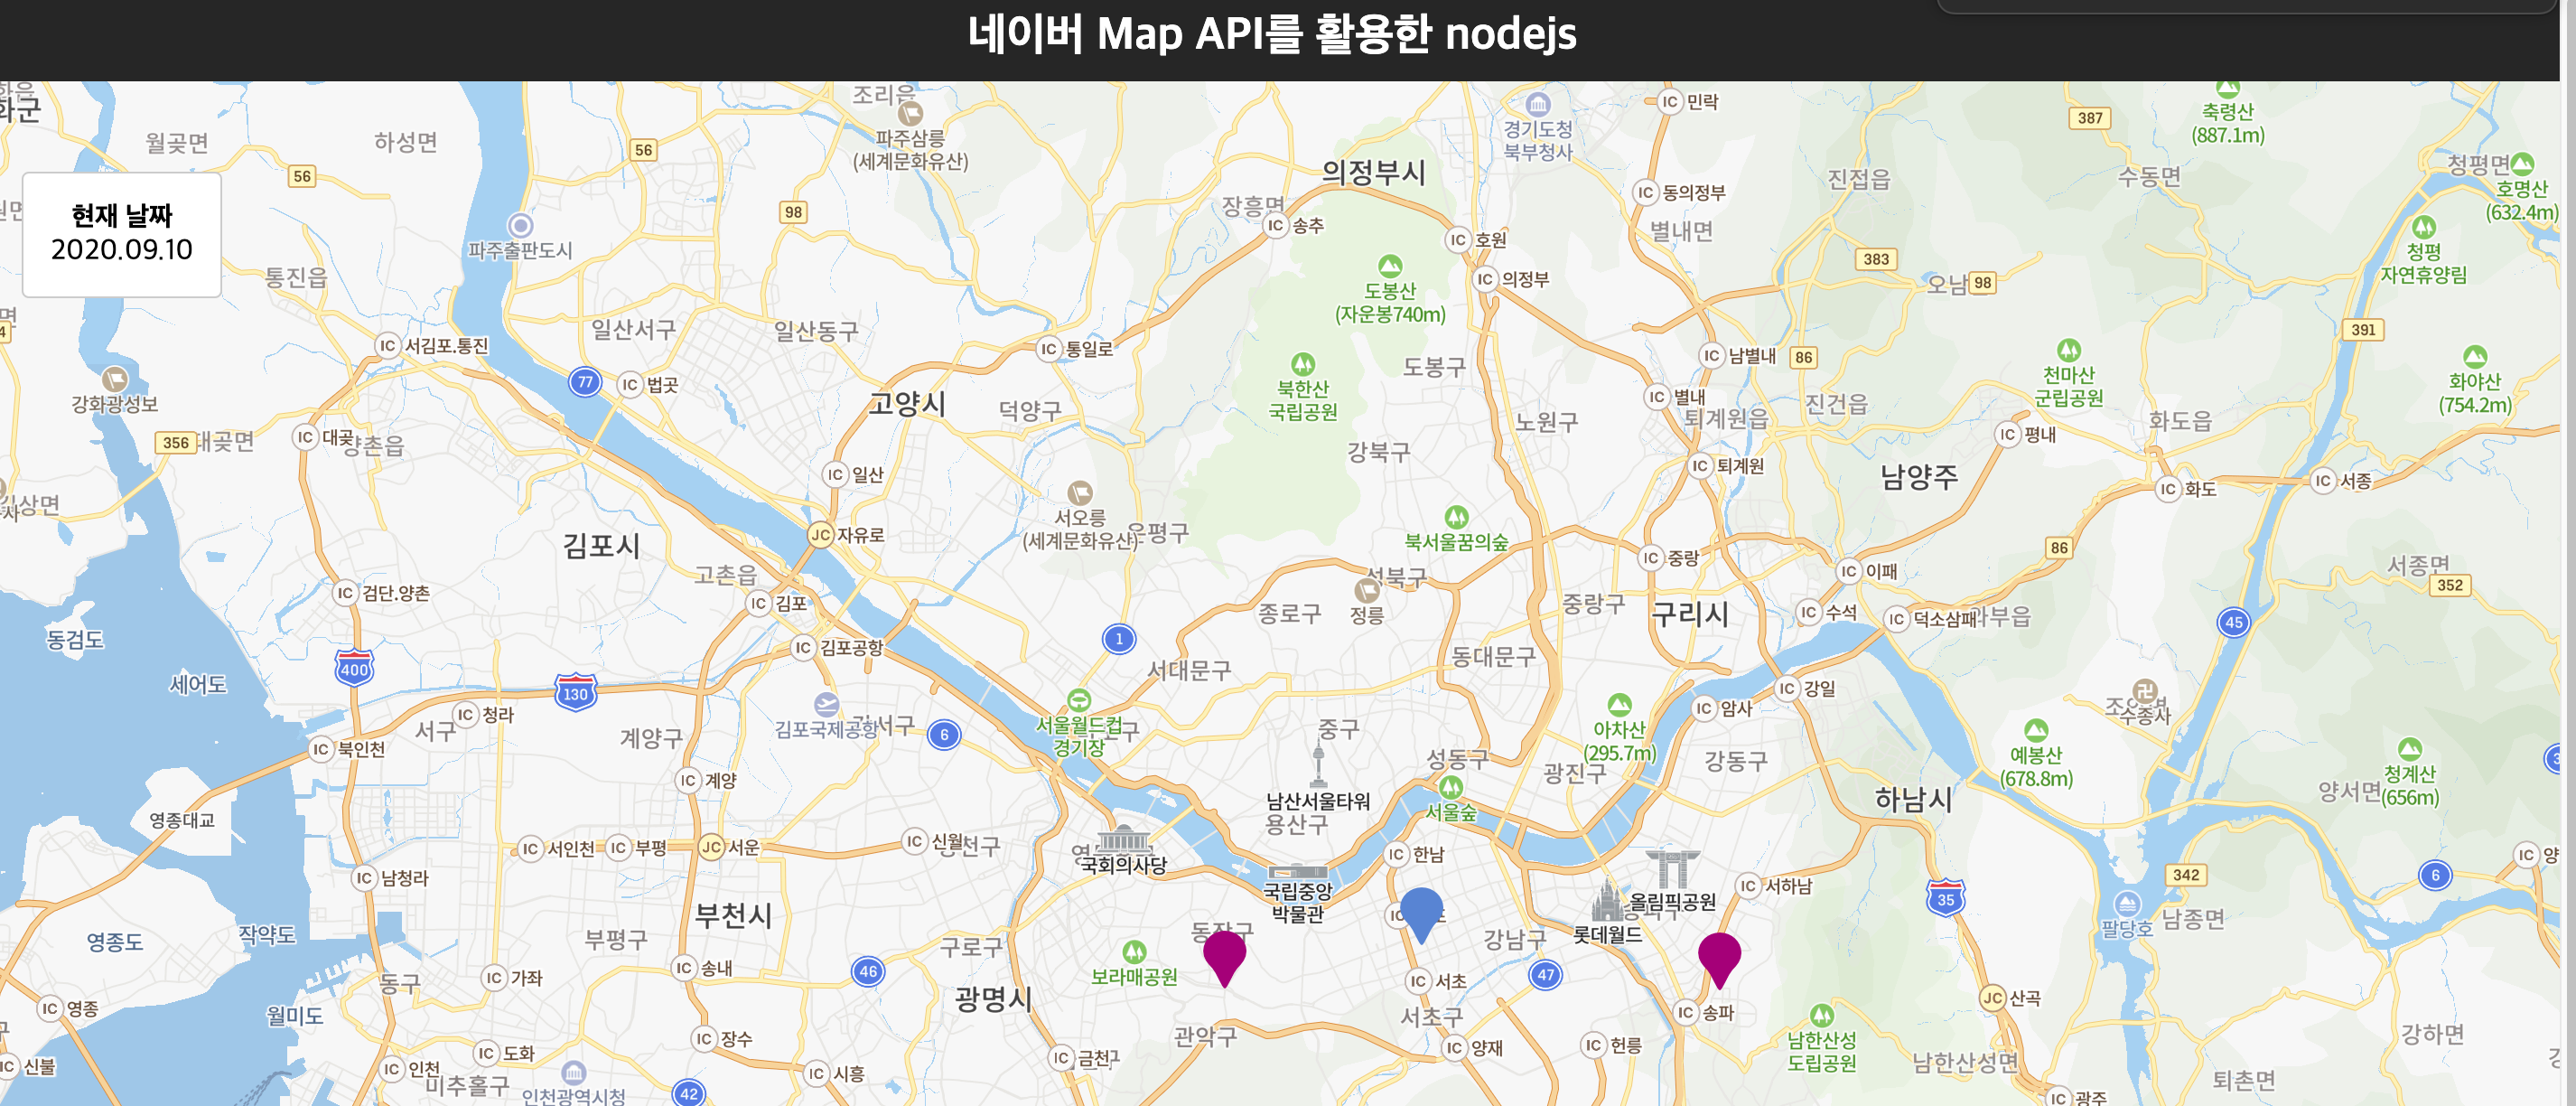 네이버 Map API를 활용한 nodejs
현재 날짜
2020.09.10
월곶면
하성면
조리읍
파주삼릉
(세계문화유산)
경기도청
북부청사
IC 민락
387
축령산
(887.1m)
56
56
98
의정부시
장흥면
IC 송추
IC 호원
IC 의정부
IC 동의정부
별내면
진접읍
수동면
청평면
호명산
(632.4m)
파주출판도시
통진읍
383
오남
98
청평
자연휴양림
도봉산
(자운봉740m)
일산서구
일산동구
391
IC 서김포.통진
IC 통일로
IC 남별내
86
도봉구
77
IC 법곳
북한산
국립공원
천마산
군립공원
화야산
(754.2m)
강화광성보
고양시
덕양구
IC 별내
퇴계원읍
진건읍
화도읍
노원구
356
대곶면
IC 대곶
양촌읍
강북구
IC 평내
IC 일산
IC 퇴계원
남양주
IC 화도
IC 서종
서오릉
(세계문화유산)
은평구
북서울꿈의숲
JC 자유로
김포시
고촌읍
IC 중랑
IC 이패
86
서종면
352
성북구
정릉
IC 검단.양촌
IC 김포
종로구
중랑구
구리시
IC 수석
IC 덕소삼패
와부읍
45
동검도
1
IC 김포공항
400
서대문구
동대문구
세어도
130
IC 강일
김포국제공항
서울월드컵
경기장
아차산
(295.7m)
IC 암사
수종사
서구
IC 청라
계양구
6
중구
IC 북인천
성동구
광진구
강동구
예봉산
(678.8m)
청계산
(656m)
양서면
IC 계양
남산서울타워
용산구
서울숲
하남시
영종대교
IC 서인천
IC 부평
JC 서운
IC 신월
국회의사당
IC 한남
IC 남청라
국립중앙
박물관
올림픽공원
IC 서하남
35
342
6
롯데월드
부천시
영종도
작약도
부평구
구로구
동작구
강남구
팔당호
남종면
보라매공원
동구
IC 가좌
IC 송내
46
IC 서초
47
IC 영종
월미도
광명시
서초구
IC 송파
JC 산곡
남한산성
도립공원
남한산성면
강하면
IC 장수
관악구
IC 양재
IC 헌릉
IC 신불
IC 인천
IC 도화
미추홀구
인천광역시청
IC 시흥
IC 금천
42
퇴촌면
IC 광주